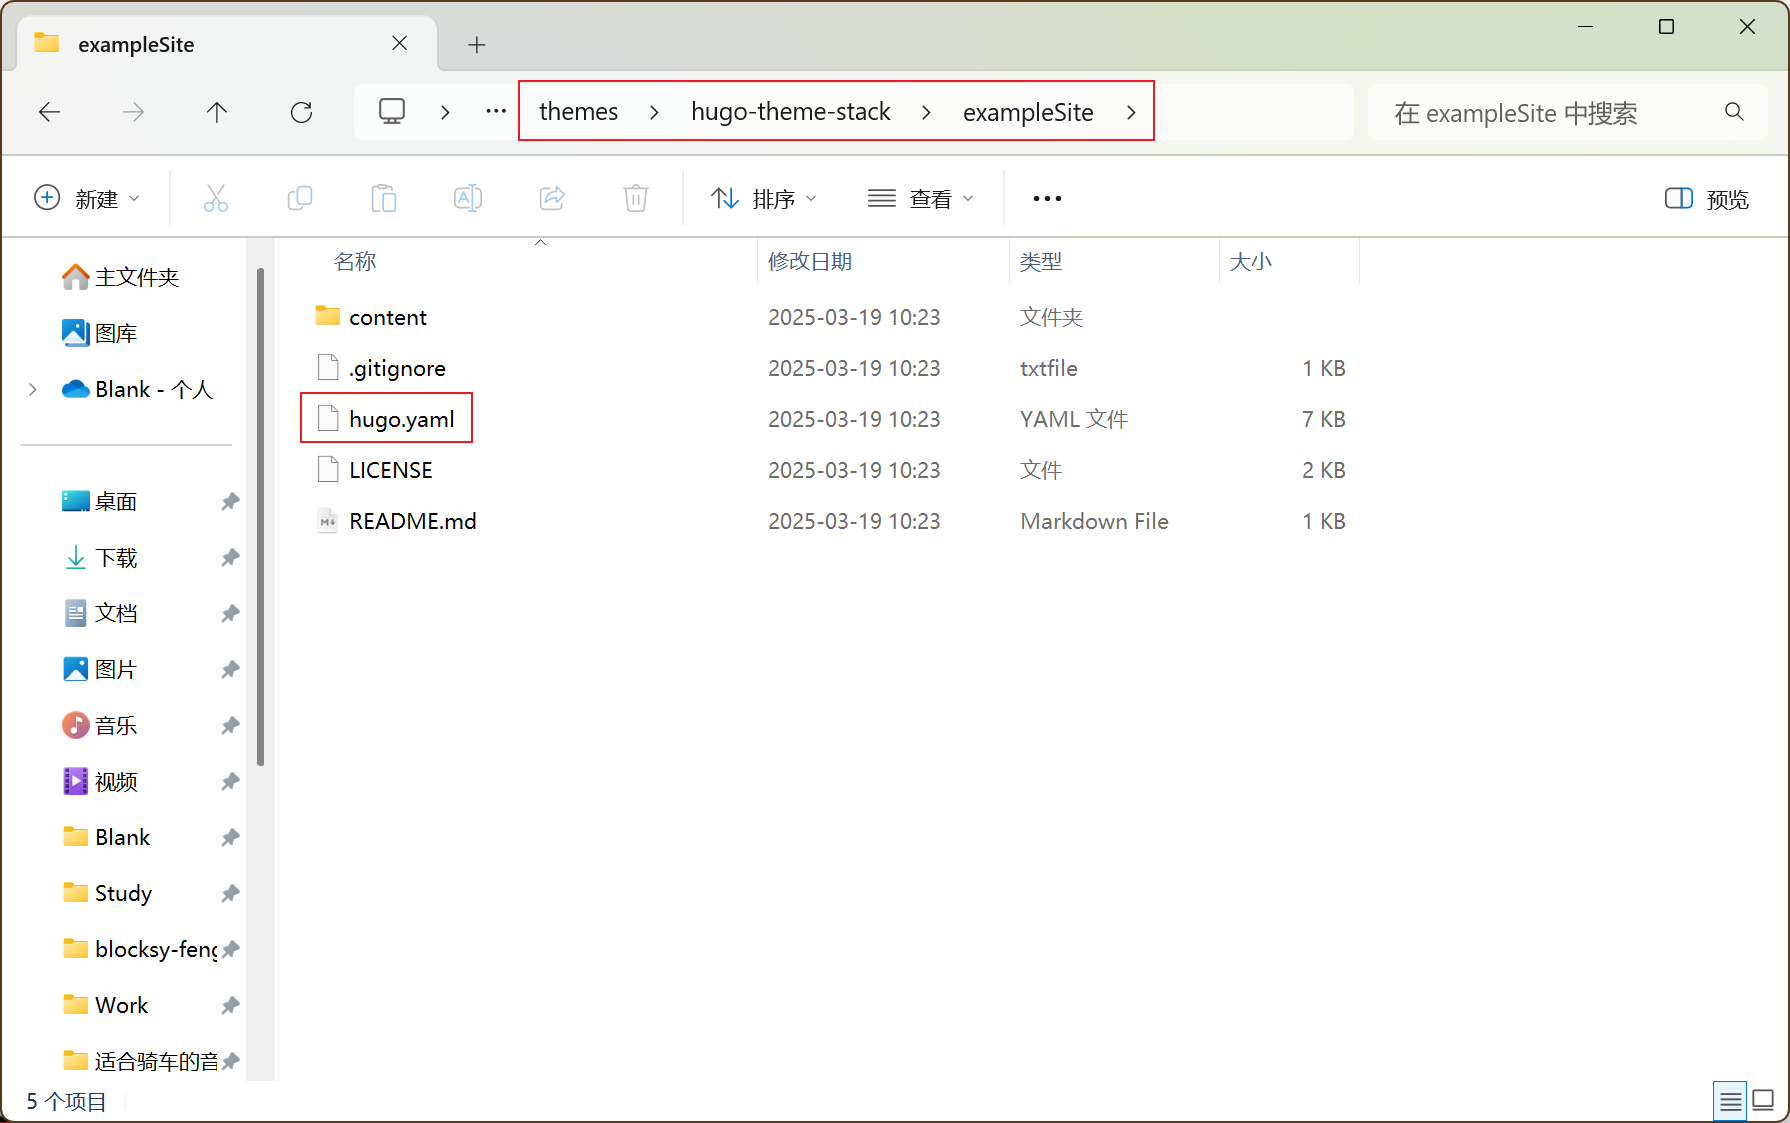 exampleSite
themes > hugo-theme-stack > exampleSite >
在 exampleSite 中搜索
新建
排序
查看
预览
名称 修改日期 类型 大小
content 2025-03-19 10:23 文件夹
.gitignore 2025-03-19 10:23 txtfile 1 KB
hugo.yaml 2025-03-19 10:23 YAML 文件 7 KB
LICENSE 2025-03-19 10:23 文件 2 KB
README.md 2025-03-19 10:23 Markdown File 1 KB
主文件夹
图库
Blank - 个人
桌面
下载
文档
图片
音乐
视频
Blank
Study
blocksy-feng
Work
适合骑车的音
5 个项目